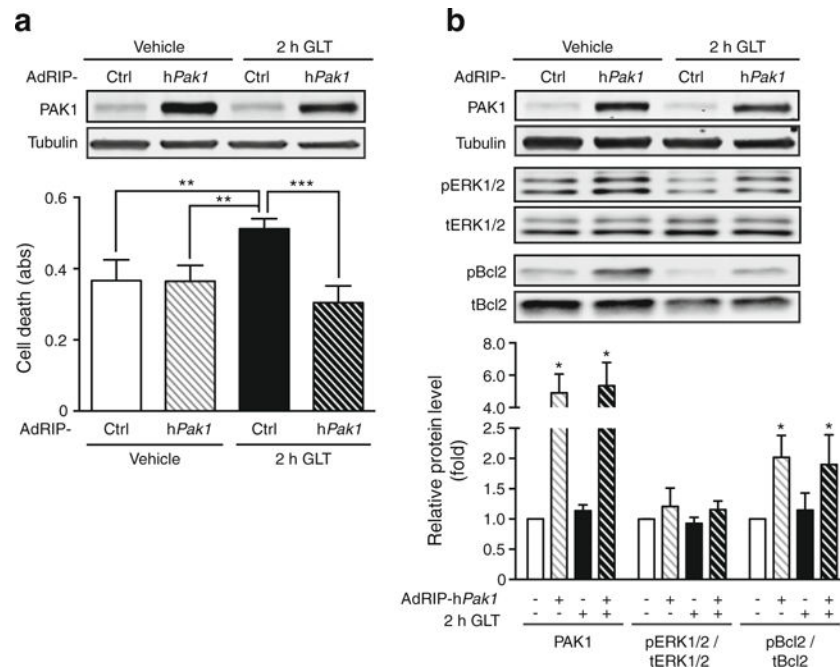 a
Vehicle 2 h GLT
AdRIP- Ctrl hPak1 Ctrl hPak1
PAK1
Tubulin
** ** ***
0.6
0.4
0.2
0
Cell death (abs)
AdRIP- Ctrl hPak1 Ctrl hPak1
Vehicle 2 h GLT
b
Vehicle 2 h GLT
AdRIP- Ctrl hPak1 Ctrl hPak1
PAK1
Tubulin
pERK1/2
tERK1/2
pBcl2
tBcl2
8.0
6.0
4.0
2.5
2.0
1.5
1.0
0.5
0
Relative protein level
(fold)
* * * *
AdRIP-hPak1 - + - + - + - + - + - +
2 h GLT - - + + - - + + - - + +
PAK1 pERK1/2 / pBcl2 /
tERK1/2 tBcl2